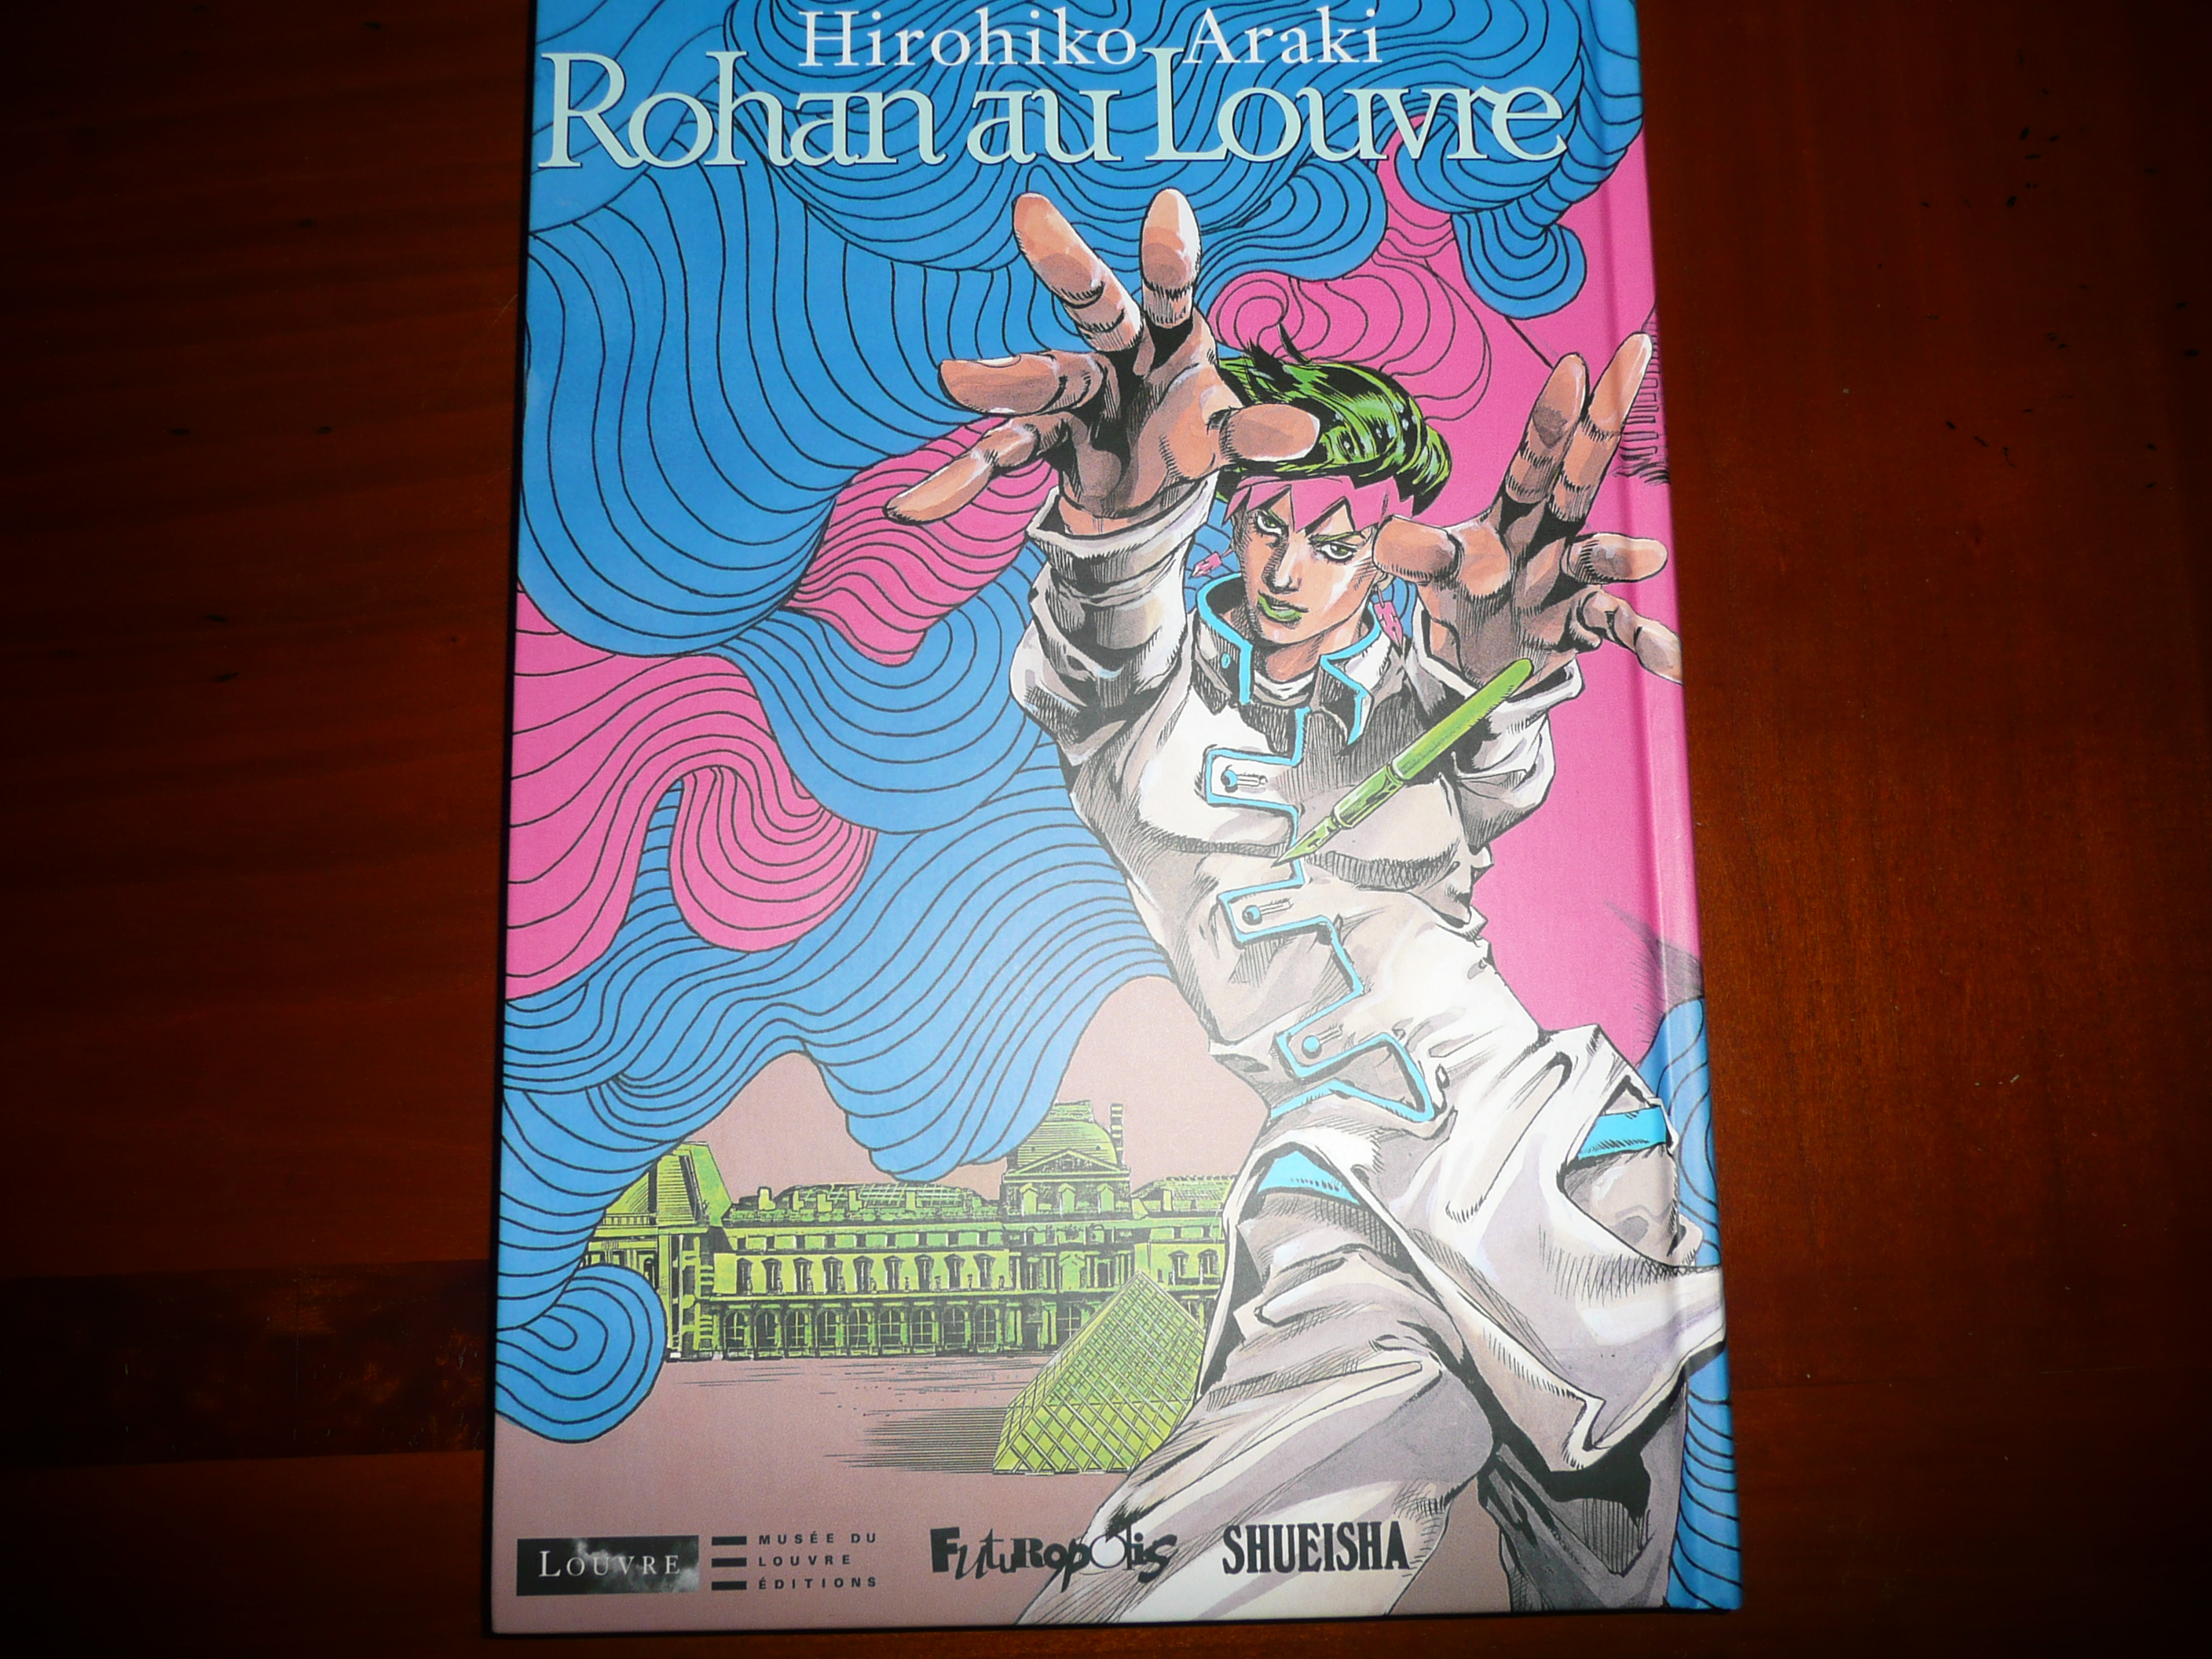 Hirohiko Araki
Rohan au Louvre
LOUVRE
MUSÉE DU
LOUVRE
ÉDITIONS
FutuRopolis
SHUEISHA